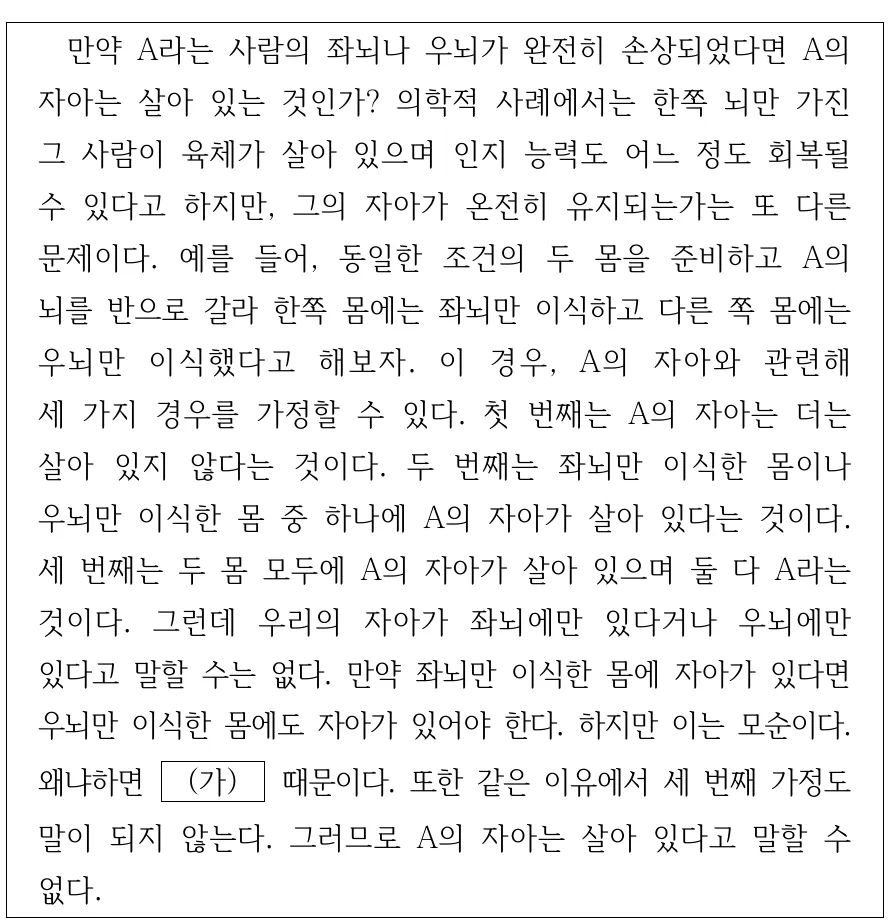 만약 A라는 사람의 좌뇌나 우뇌가 완전히 손상되었다면 A의
자아는 살아 있는 것인가? 의학적 사례에서는 한쪽 뇌만 가진
그 사람이 육체가 살아 있으며 인지 능력도 어느 정도 회복될
수 있다고 하지만, 그의 자아가 온전히 유지되는가는 또 다른
문제이다. 예를 들어, 동일한 조건의 두 몸을 준비하고 A의
뇌를 반으로 갈라 한쪽 몸에는 좌뇌만 이식하고 다른 쪽 몸에는
우뇌만 이식했다고 해보자. 이 경우, A의 자아와 관련해
세 가지 경우를 가정할 수 있다. 첫 번째는 A의 자아는 더는
살아 있지 않다는 것이다. 두 번째는 좌뇌만 이식한 몸이나
우뇌만 이식한 몸 중 하나에 A의 자아가 살아 있다는 것이다.
세 번째는 두 몸 모두에 A의 자아가 살아 있으며 둘 다 A라는
것이다. 그런데 우리의 자아가 좌뇌에만 있다거나 우뇌에만
있다고 말할 수는 없다. 만약 좌뇌만 이식한 몸에 자아가 있다면
우뇌만 이식한 몸에도 자아가 있어야 한다. 하지만 이는 모순이다.
왜냐하면 (가) 때문이다. 또한 같은 이유에서 세 번째 가정도
말이 되지 않는다. 그러므로 A의 자아는 살아 있다고 말할 수
없다.